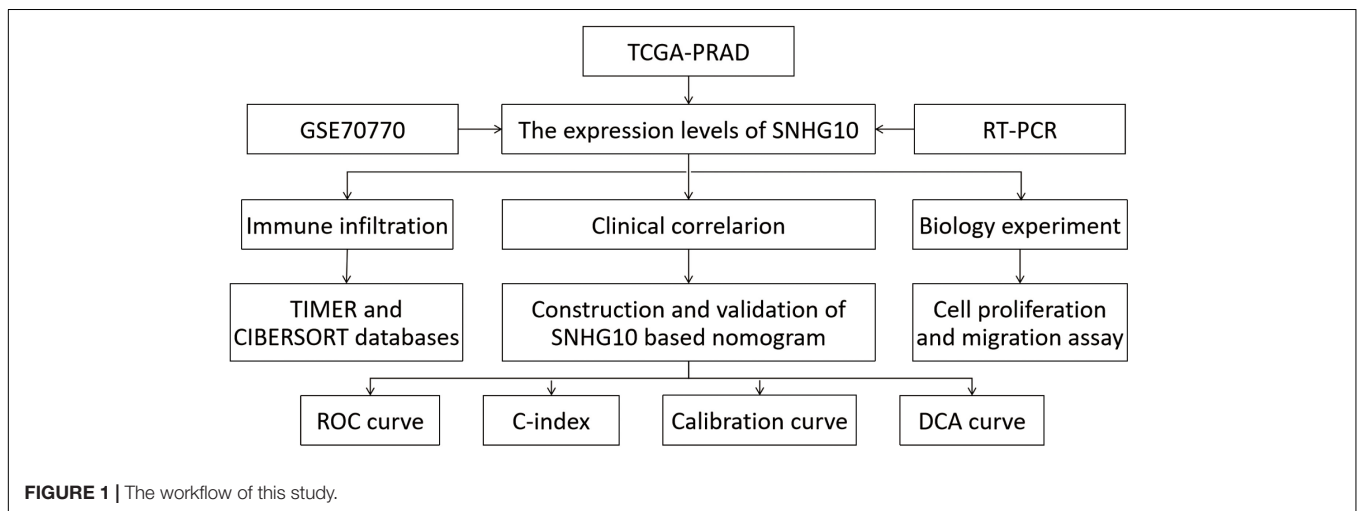 TCGA-PRAD
GSE70770
The expression levels of SNHG10
RT-PCR
Immune infiltration
Clinical correlarion
Biology experiment
TIMER and
CIBERSORT databases
Construction and validation of
SNHG10 based nomogram
Cell proliferation
and migration assay
ROC curve
C-index
Calibration curve
DCA curve
FIGURE 1 | The workflow of this study.